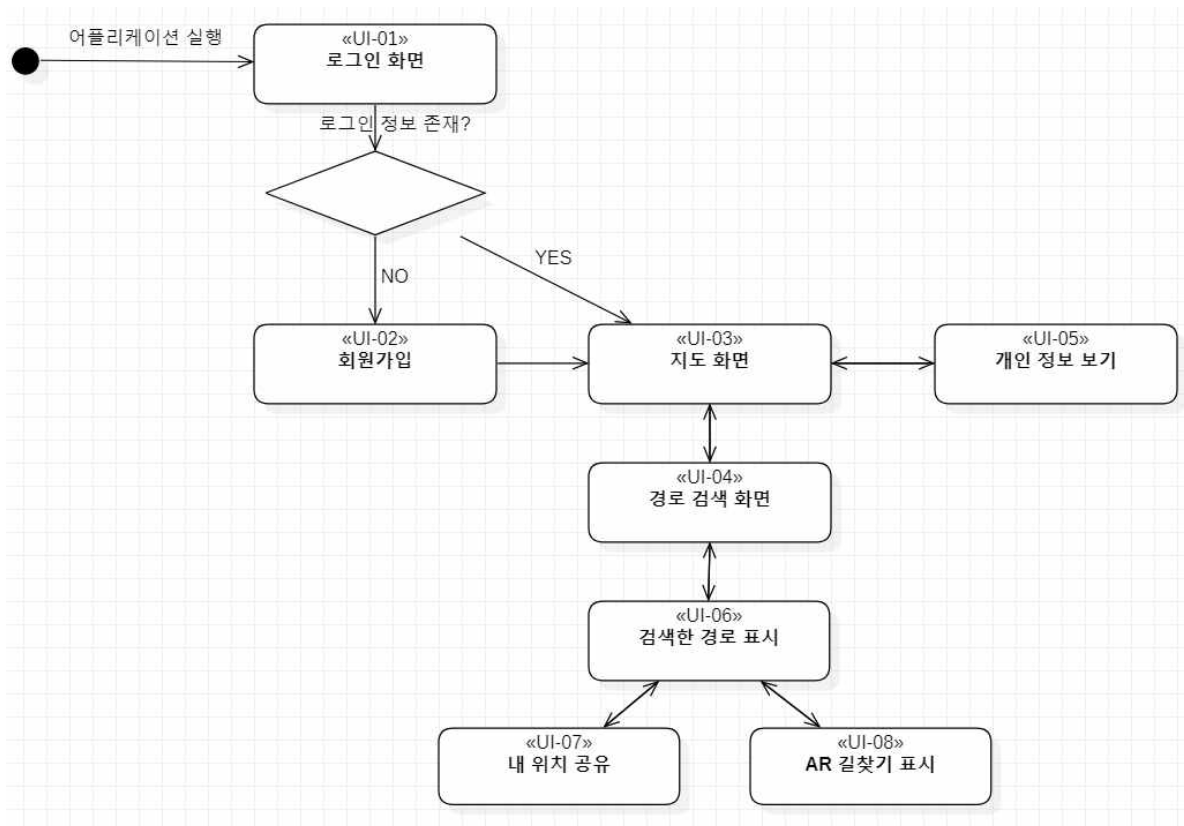 어플리케이션 실행
«UI-01»
로그인 화면
로그인 정보 존재?
YES
NO
«UI-02»
회원가입
«UI-03»
지도 화면
«UI-05»
개인 정보 보기
«UI-04»
경로 검색 화면
«UI-06»
검색한 경로 표시
«UI-07»
내 위치 공유
«UI-08»
AR 길찾기 표시